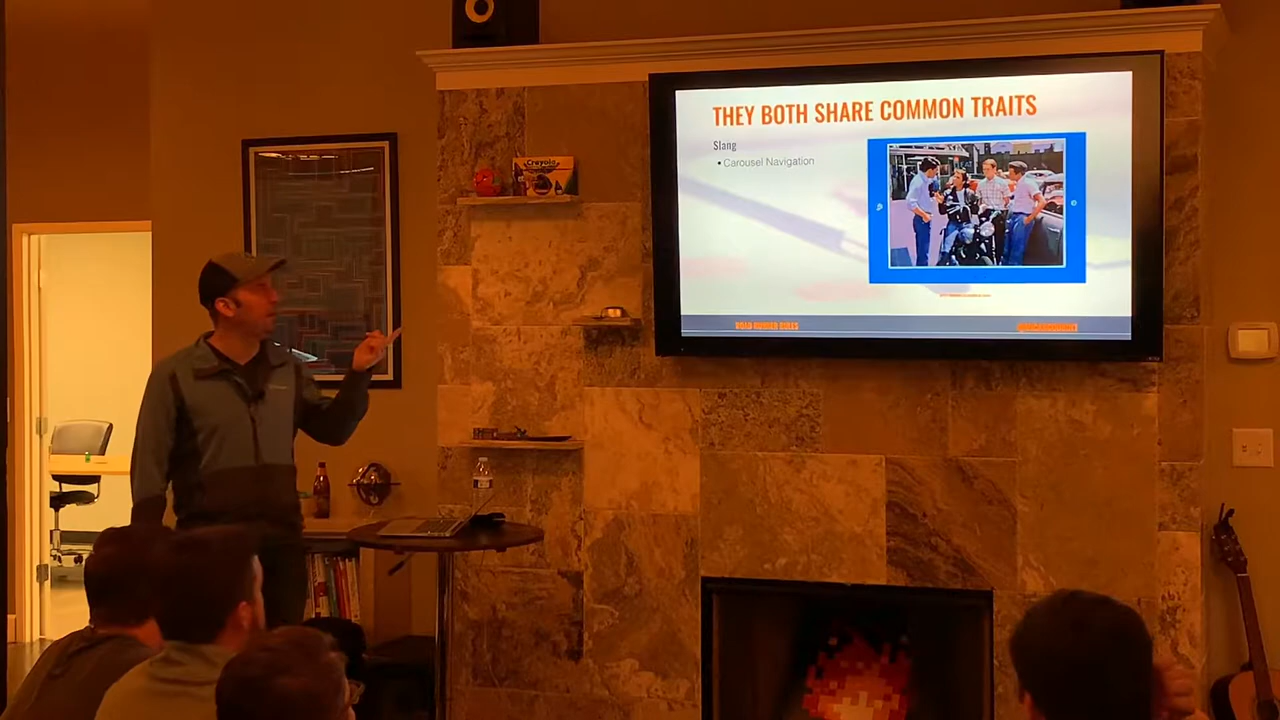 Crayola
THEY BOTH SHARE COMMON TRAITS
Slang
• Carousel Navigation